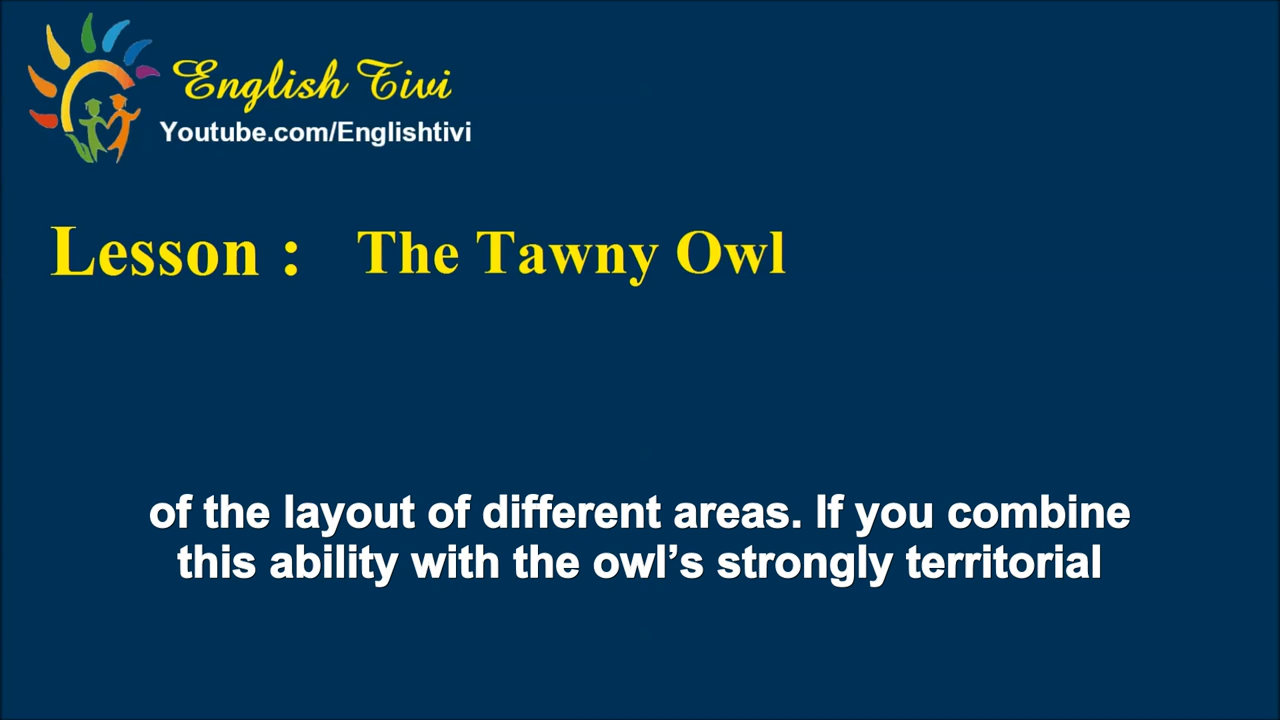 English Tivi
Youtube.com/Englishtivi
Lesson : The Tawny Owl
of the layout of different areas. If you combine
this ability with the owl’s strongly territorial